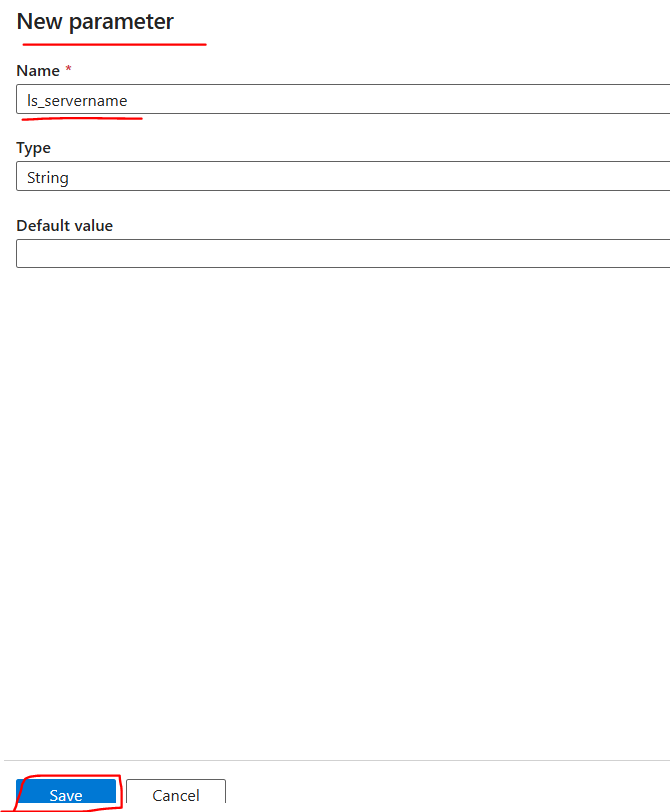 New parameter
Name *
ls_servername
Type
String
Default value
Save
Cancel